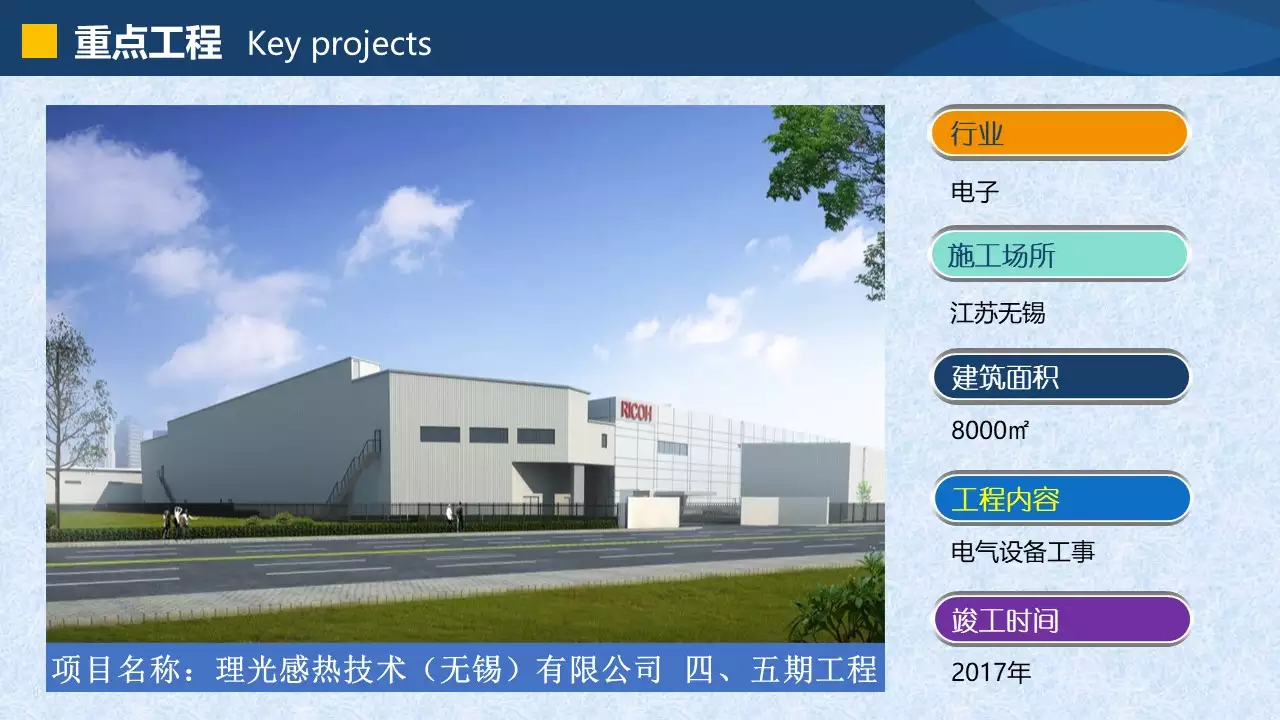 重点工程 Key projects
RICOH
项目名称：理光感热技术（无锡）有限公司 四、五期工程
行业
电子
施工场所
江苏无锡
建筑面积
8000㎡
工程内容
电气设备工事
竣工时间
2017年